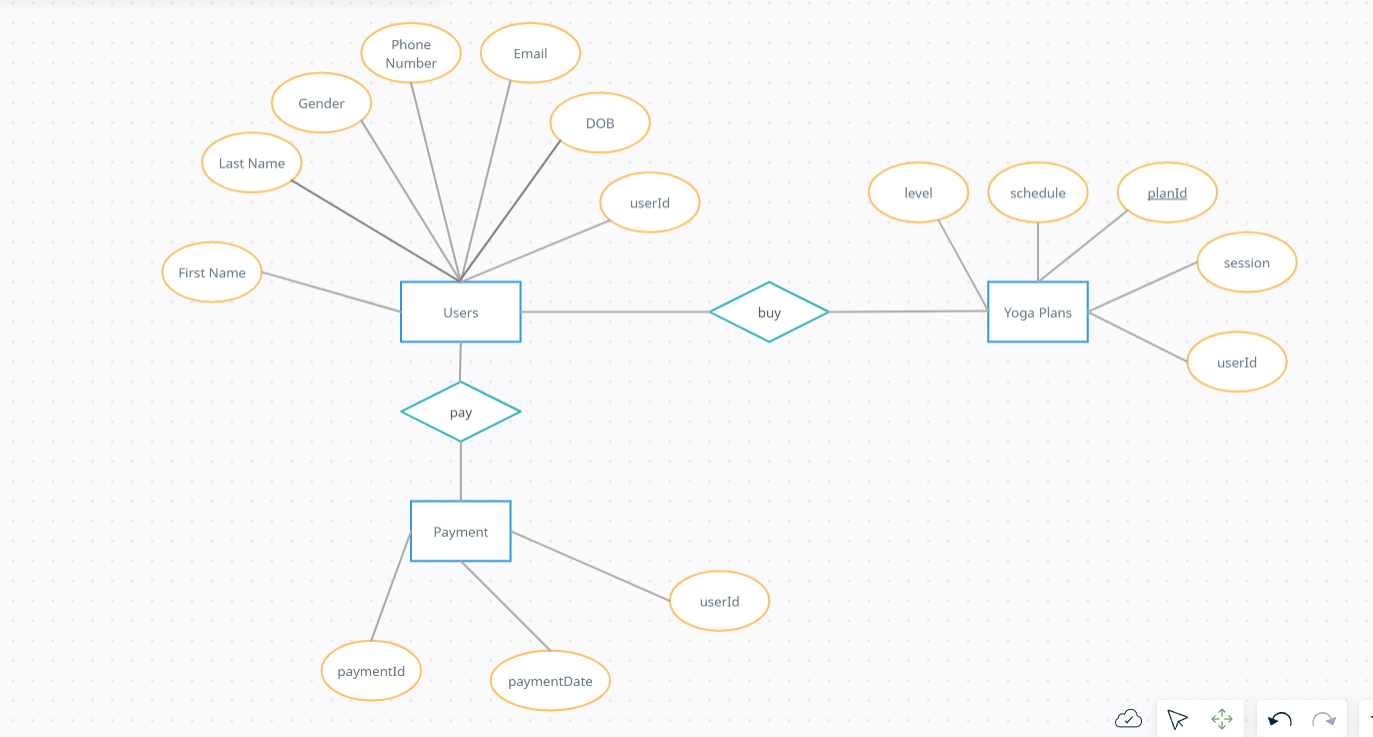 Phone
Number
Email
Gender
DOB
Last Name
userId
level
schedule
planId
First Name
session
Users
buy
Yoga Plans
userId
pay
Payment
userId
paymentId
paymentDate